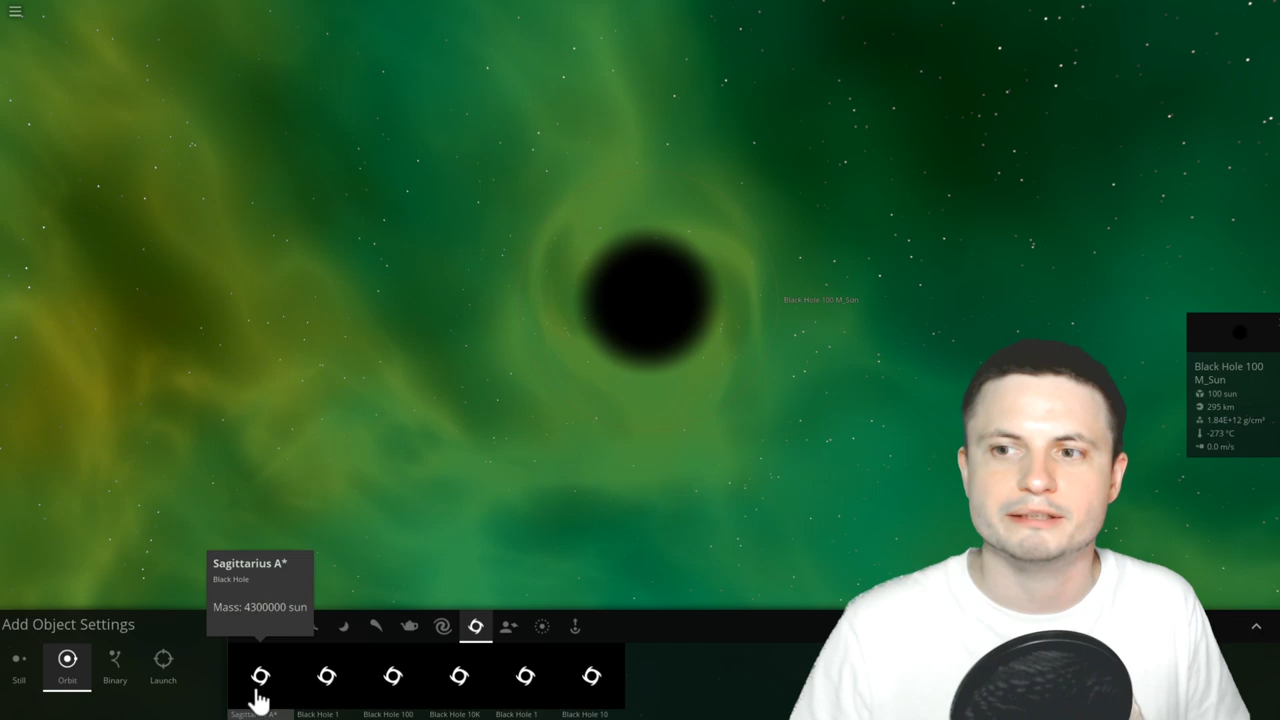 Black Hole 100 M_Sun
Black Hole 100
M_Sun
100 sun
295 km
1.84E+12 g/cm³
-273 °C
0.0 m/s
Sagittarius A*
Black Hole
Mass: 4300000 sun
Add Object Settings
Still
Orbit
Binary
Launch
Sagittarius A*
Black Hole 1
Black Hole 100
Black Hole 10K
Black Hole 1
Black Hole 10